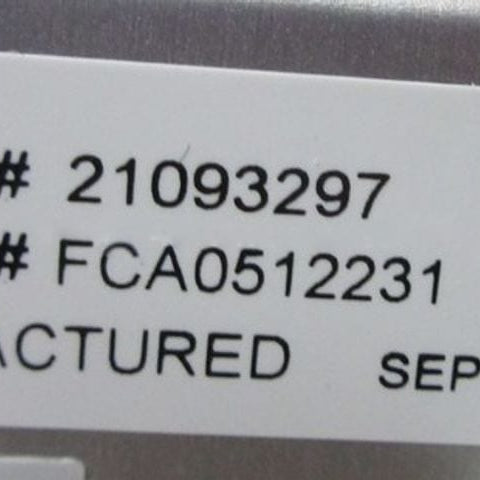 # 21093297
# FCA0512231
ACTURED SEP